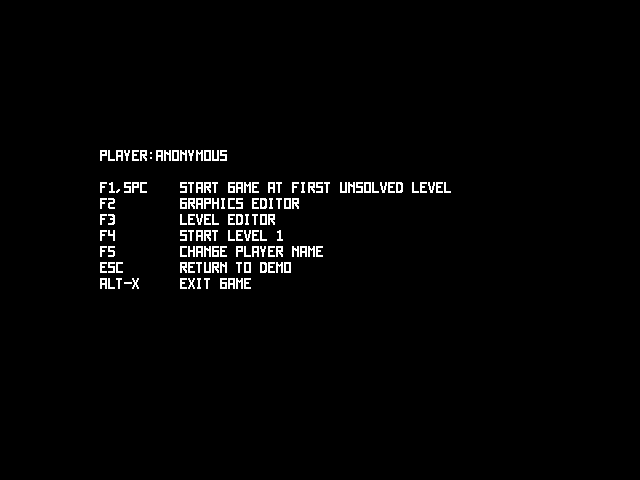 PLAYER:ANONYMOUS
F1,SPC START GAME AT FIRST UNSOLVED LEVEL
F2 GRAPHICS EDITOR
F3 LEVEL EDITOR
F4 START LEVEL 1
F5 CHANGE PLAYER NAME
ESC RETURN TO DEMO
ALT-X EXIT GAME